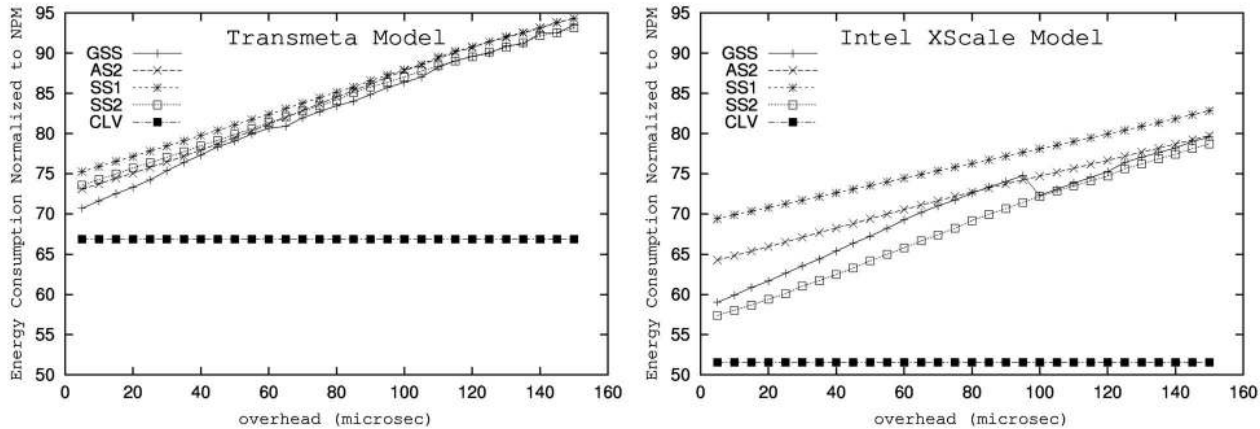 Energy Consumption Normalized to NPM
95
90
85
80
75
70
65
60
55
50
Transmeta Model
GSS
AS2
SS1
SS2
CLV
0 20 40 60 80 100 120 140 160
overhead (microsec)
Energy Consumption Normalized to NPM
95
90
85
80
75
70
65
60
55
50
Intel XScale Model
GSS
AS2
SS1
SS2
CLV
0 20 40 60 80 100 120 140 160
overhead (microsec)